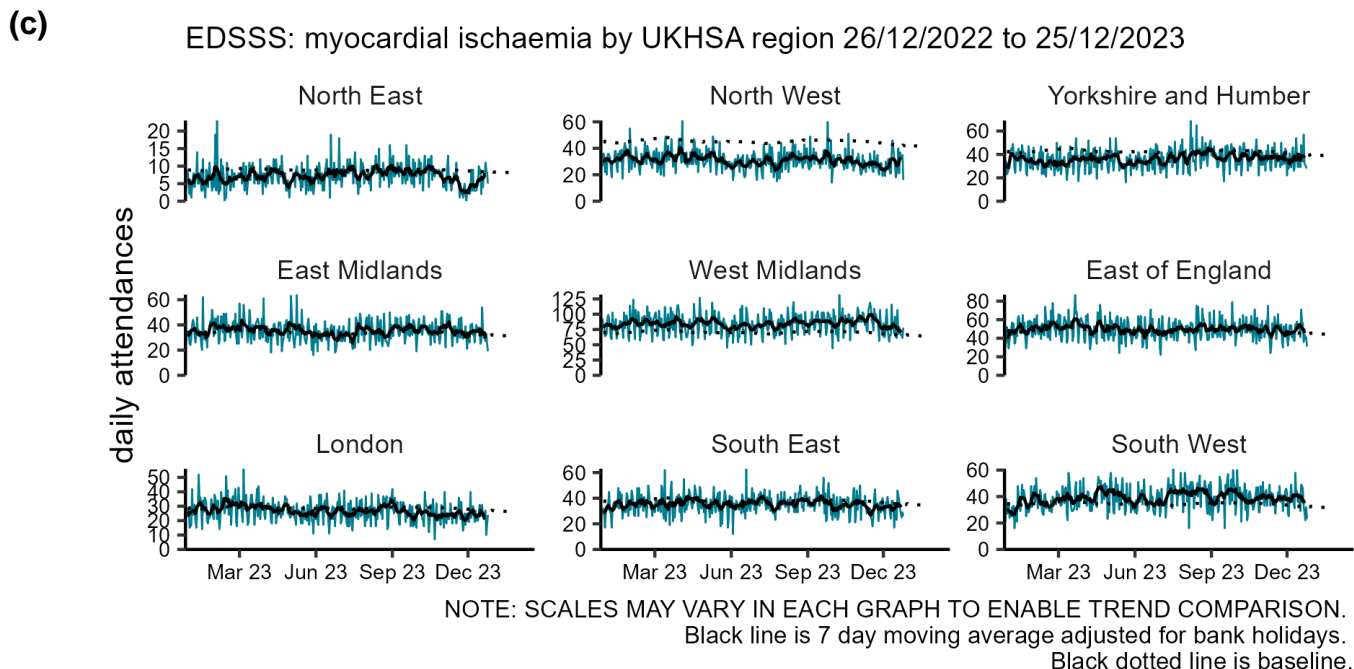 (c)
EDSSS: myocardial ischaemia by UKHSA region 26/12/2022 to 25/12/2023
daily attendances
North East
20
15
10
5
0
North West
60
40
20
0
Yorkshire and Humber
60
40
20
0
East Midlands
60
40
20
0
West Midlands
125
100
75
50
25
0
East of England
80
60
40
20
0
London
50
40
30
20
10
0
Mar 23 Jun 23 Sep 23 Dec 23
South East
60
40
20
0
Mar 23 Jun 23 Sep 23 Dec 23
South West
60
40
20
0
Mar 23 Jun 23 Sep 23 Dec 23
NOTE: SCALES MAY VARY IN EACH GRAPH TO ENABLE TREND COMPARISON.
Black line is 7 day moving average adjusted for bank holidays.
Black dotted line is baseline.